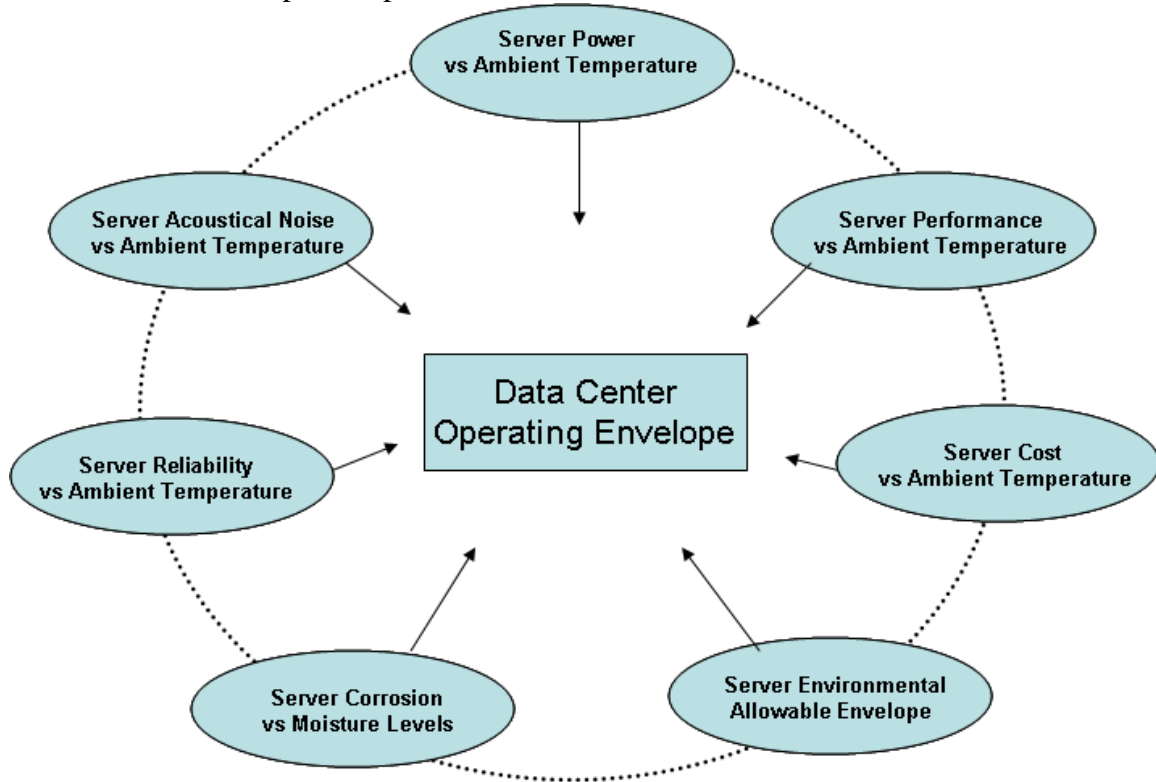 Server Power
vs Ambient Temperature
Server Acoustical Noise
vs Ambient Temperature
Server Performance
vs Ambient Temperature
Data Center
Operating Envelope
Server Reliability
vs Ambient Temperature
Server Cost
vs Ambient Temperature
Server Corrosion
vs Moisture Levels
Server Environmental
Allowable Envelope